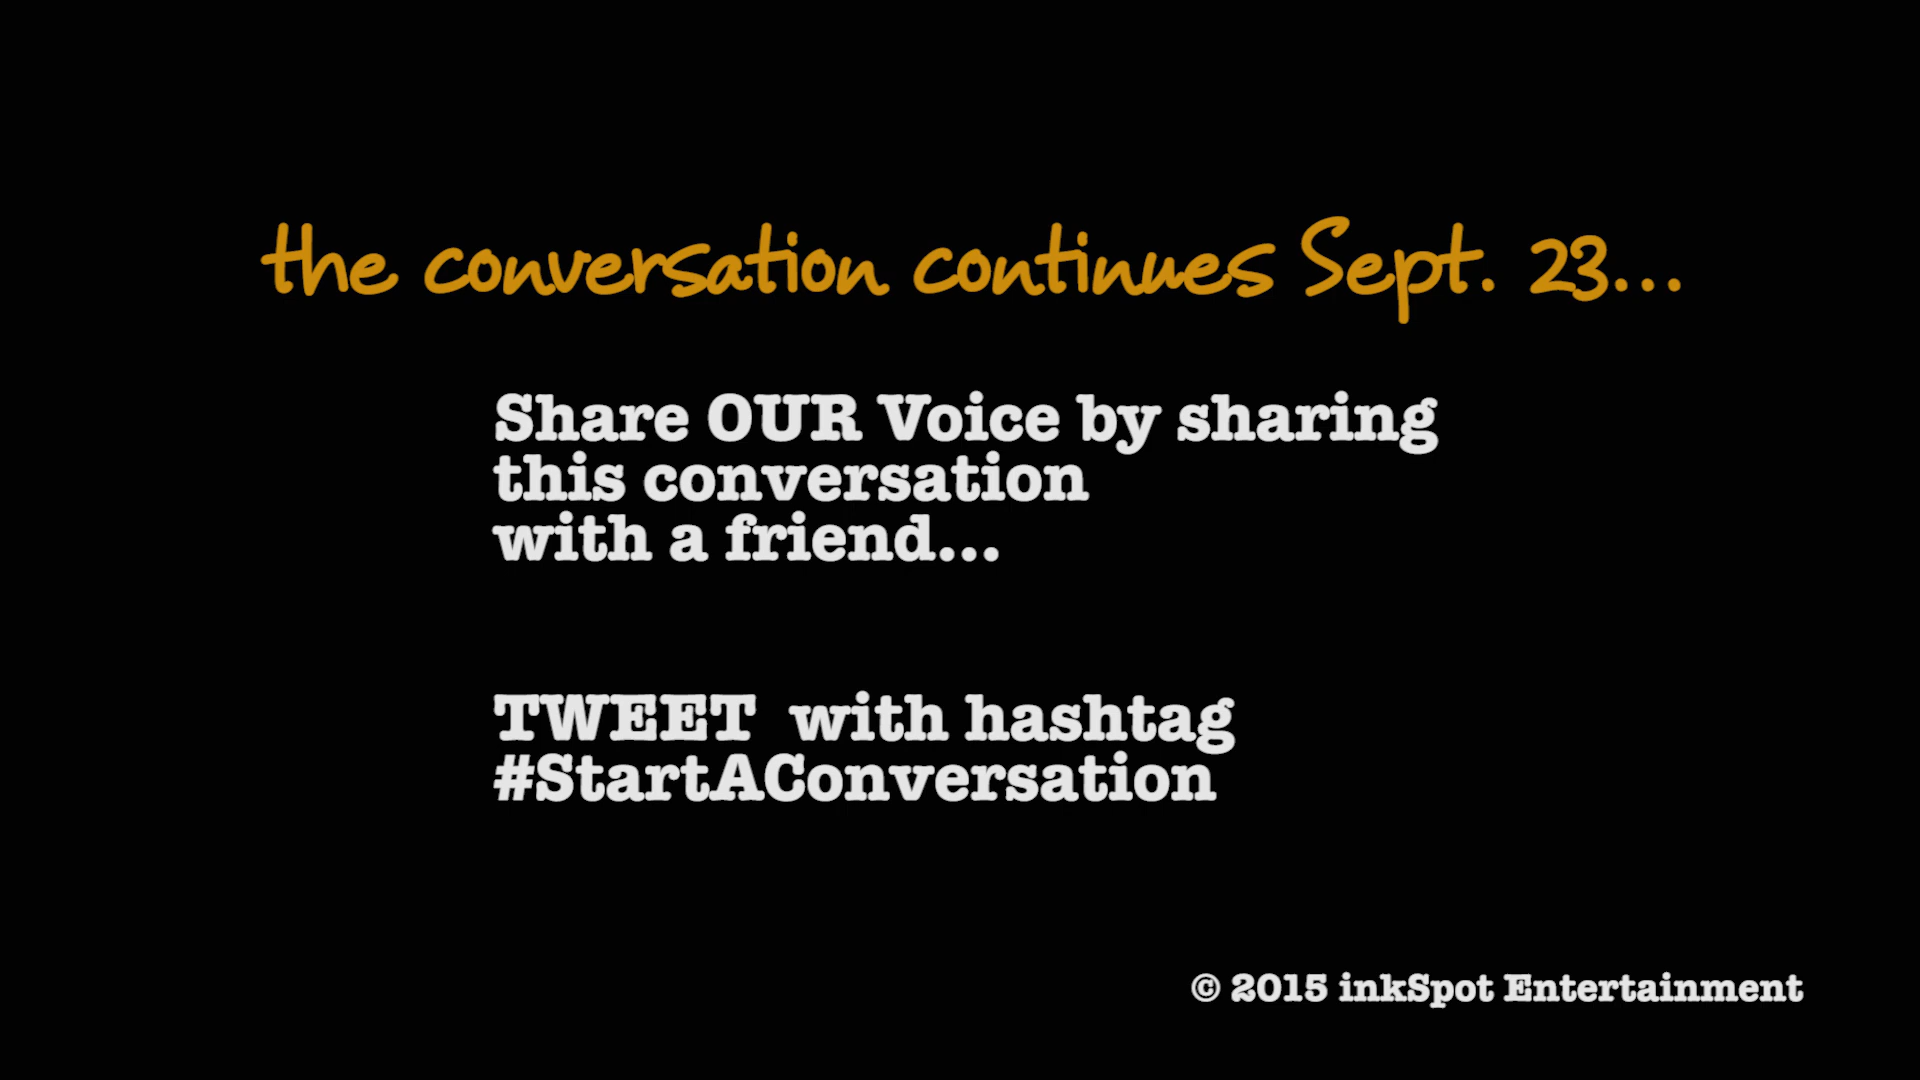 the conversation continues Sept. 23...
Share OUR Voice by sharing
this conversation
with a friend...
TWEET with hashtag
#StartAConversation
© 2015 inkSpot Entertainment